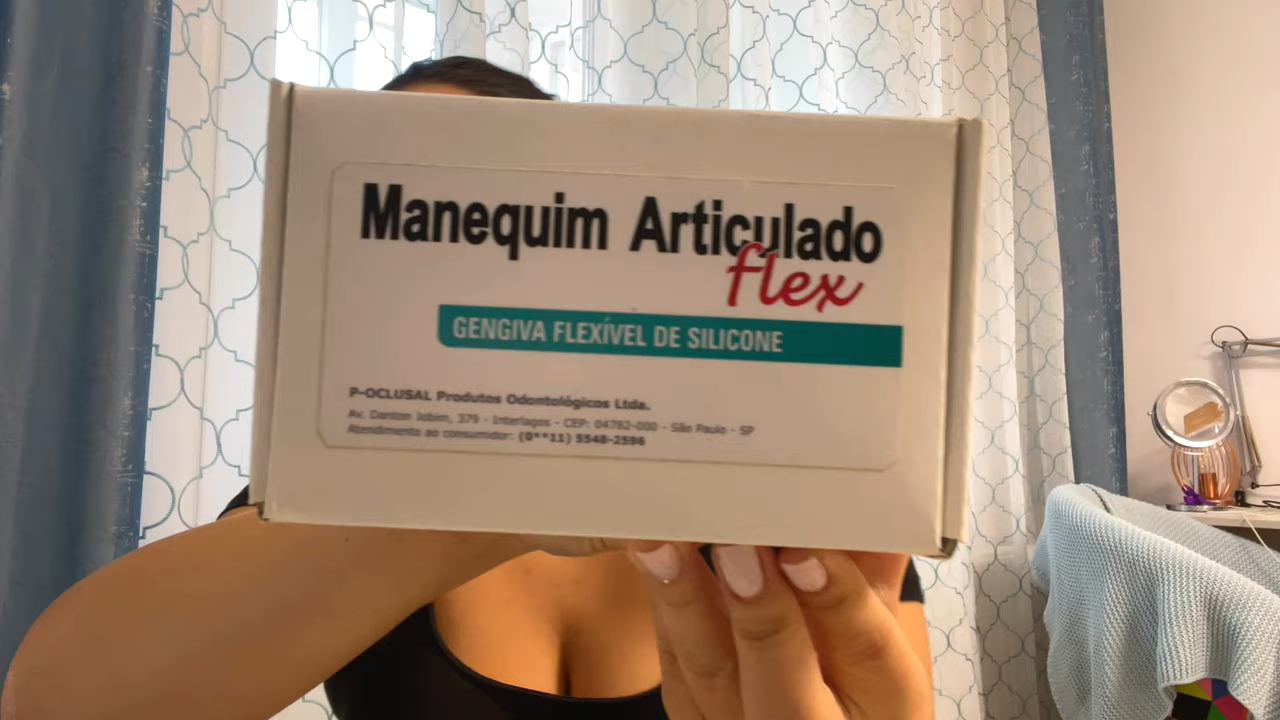 Manequim Articulado
flex
GENGIVA FLEXÍVEL DE SILICONE
P-OCLUSAL Produtos Odontológicos Ltda.
Av. Danton Jobim, 379 - Interlagos - CEP: 04782-000 - São Paulo - SP
Atendimento ao consumidor: (0**11) 5548-2596